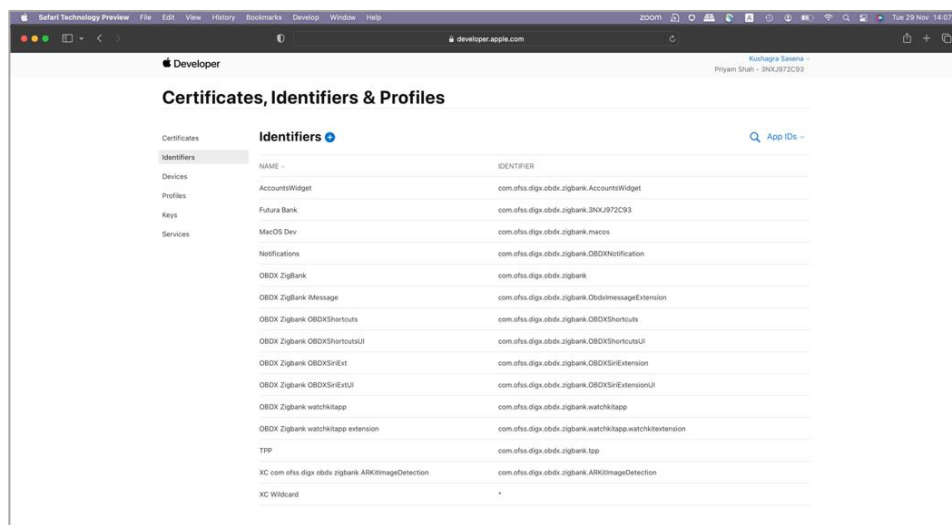 Safari Technology Preview File Edit View History Bookmarks Develop Window Help zoom Tue 29 Nov 14:07
developer.apple.com
Developer
Kushagra Saxena
Priyam Shah - 3NXJ972C93
Certificates, Identifiers & Profiles
Certificates
Identifiers
Devices
Profiles
Keys
Services
Identifiers
App IDs
NAME IDENTIFIER
AccountsWidget com.ofss.digx.obdx.zigbank.AccountsWidget
Futura Bank com.ofss.digx.obdx.zigbank.3NXJ972C93
MacOS Dev com.ofss.digx.obdx.zigbank.macos
Notifications com.ofss.digx.obdx.zigbank.OBDXNotification
OBDX ZigBank com.ofss.digx.obdx.zigbank
OBDX ZigBank iMessage com.ofss.digx.obdx.zigbank.ObdxImessageExtension
OBDX Zigbank OBDXShortcuts com.ofss.digx.obdx.zigbank.OBDXShortcuts
OBDX Zigbank OBDXShortcutsUI com.ofss.digx.obdx.zigbank.OBDXShortcutsUI
OBDX Zigbank OBDXSiriExt com.ofss.digx.obdx.zigbank.OBDXSiriExtension
OBDX Zigbank OBDXSiriExtUI com.ofss.digx.obdx.zigbank.OBDXSiriExtensionUI
OBDX Zigbank watchkitapp com.ofss.digx.obdx.zigbank.watchkitapp
OBDX Zigbank watchkitapp extension com.ofss.digx.obdx.zigbank.watchkitapp.watchkitextension
TPP com.ofss.digx.obdx.zigbank.tpp
XC com ofss digx obdx zigbank ARKitImageDetection com.ofss.digx.obdx.zigbank.ARKitImageDetection
XC Wildcard *